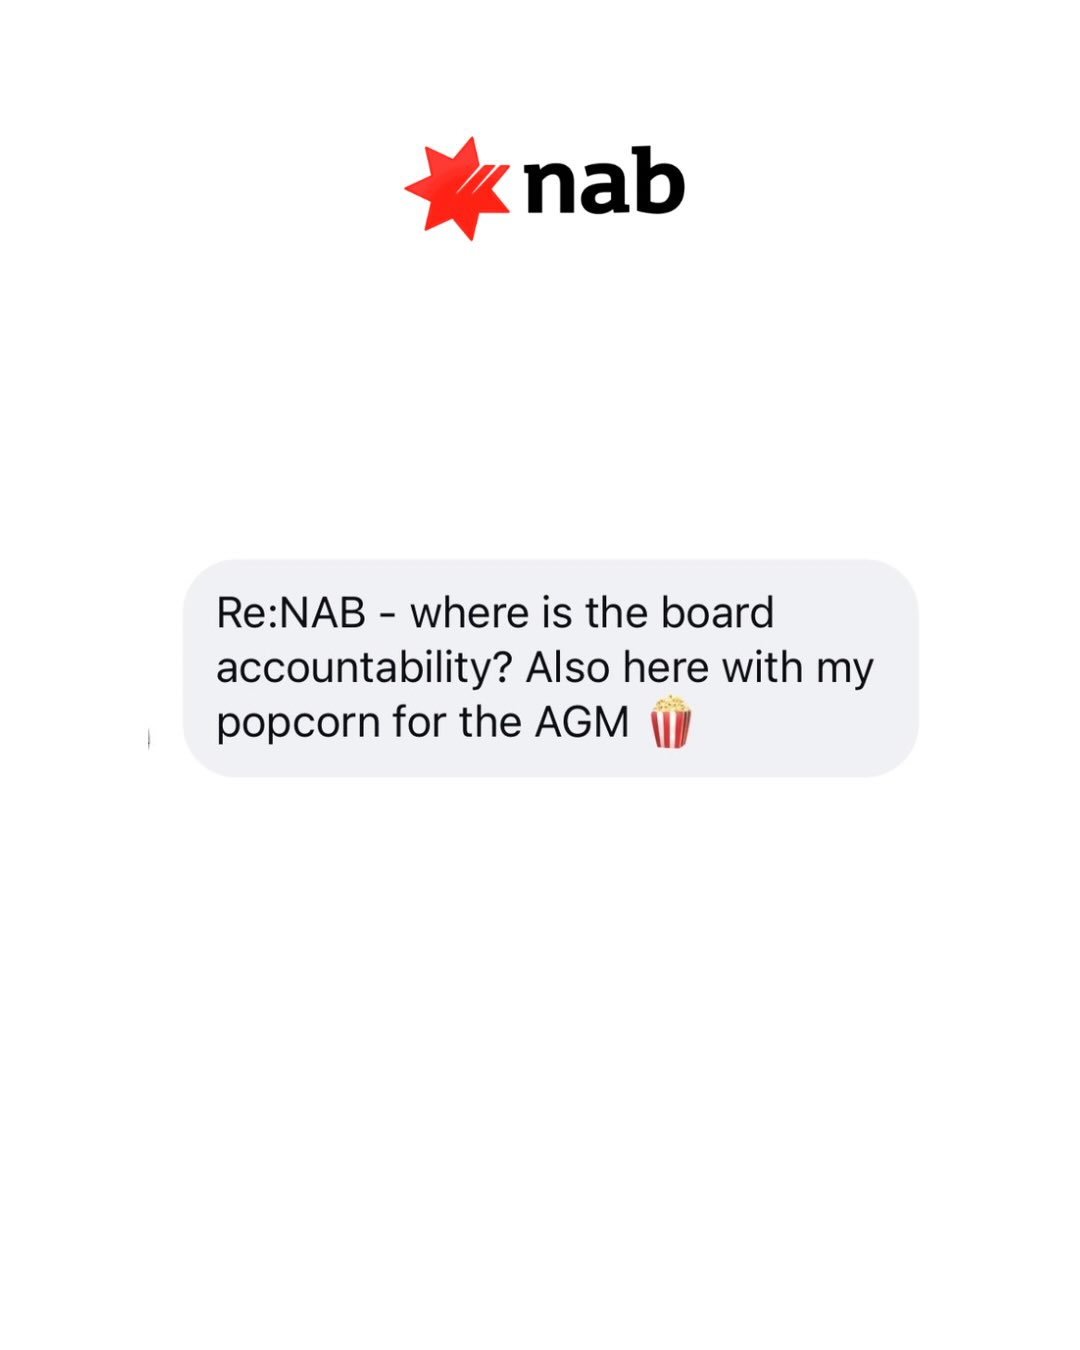 nab
Re:NAB - where is the board
accountability? Also here with my
popcorn for the AGM 🍿